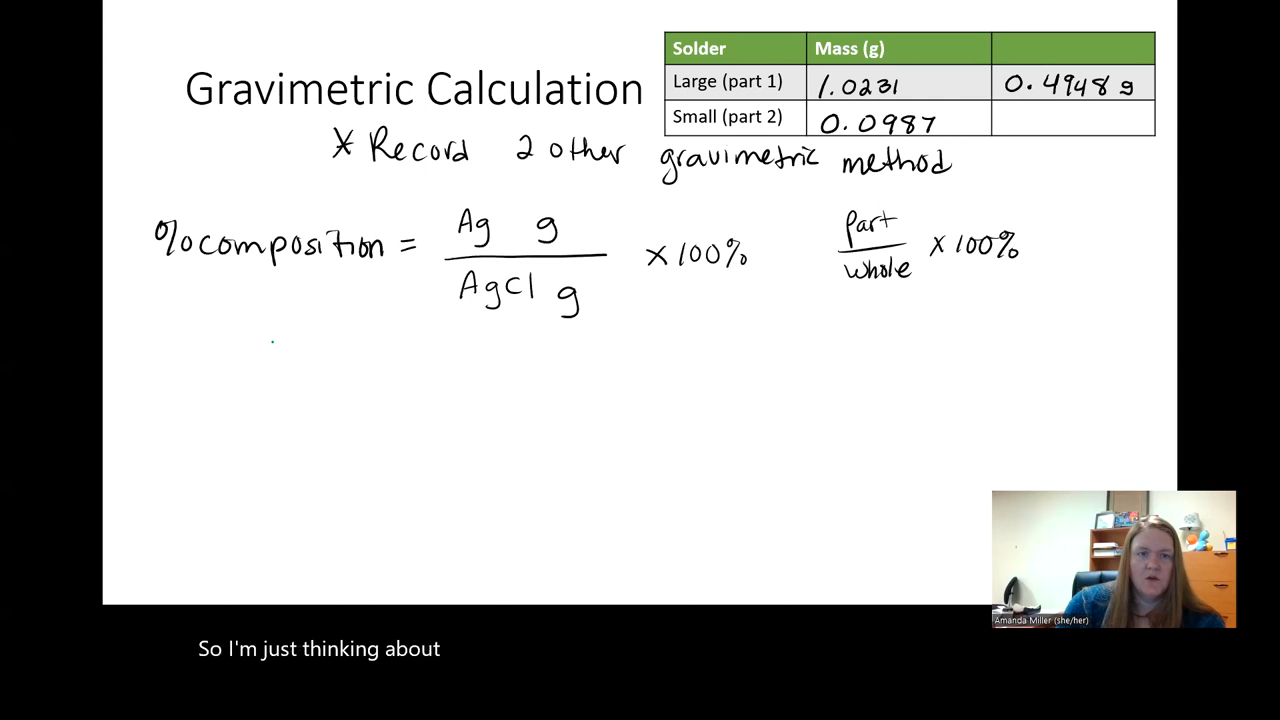 Gravimetric Calculation
Solder Mass (g)
Large (part 1) 1.0231 0.4948 g
Small (part 2) 0.0987
* Record 2 other gravimetric method
% composition = Ag g / AgCl g x 100%
part / whole x 100%
Amanda Miller (she/her)
So I'm just thinking about